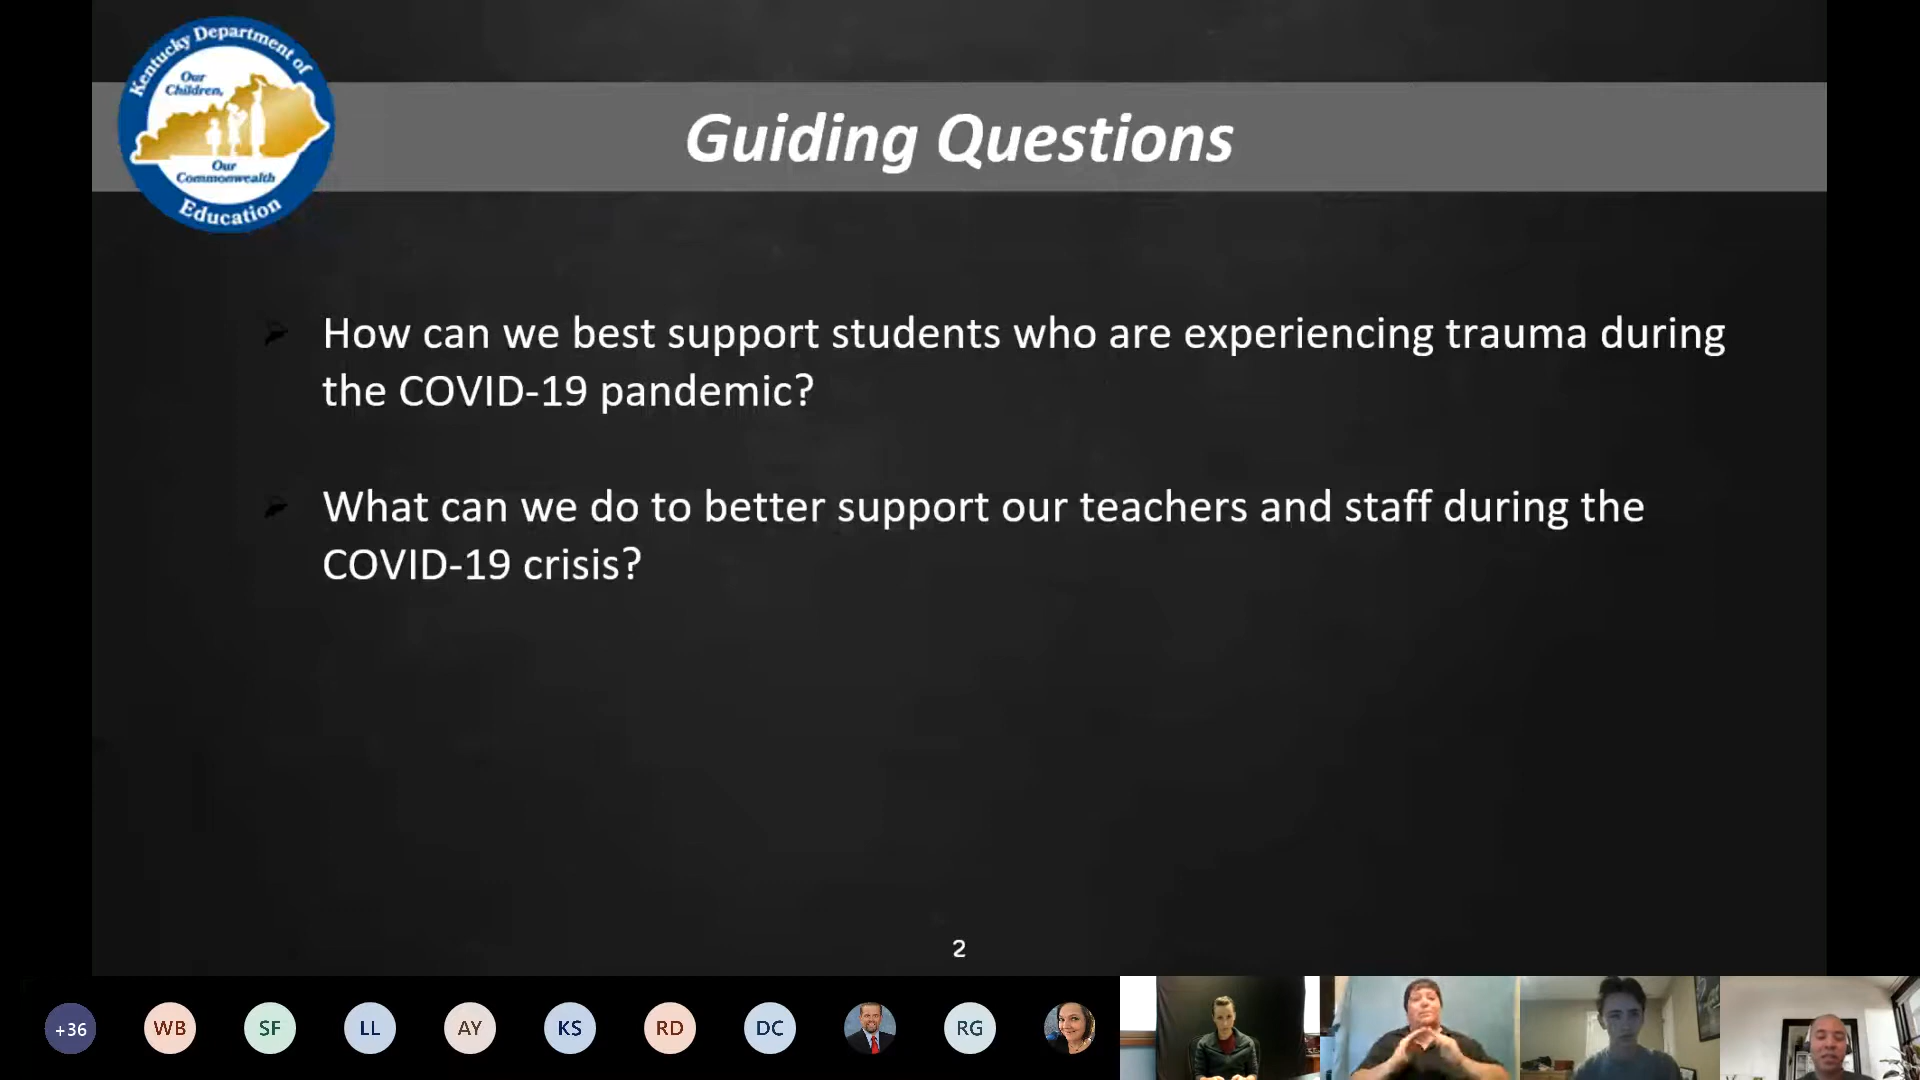 Kentucky Department of
Our
Children,
Our
Commonwealth
Education
Guiding Questions
How can we best support students who are experiencing trauma during
the COVID-19 pandemic?
What can we do to better support our teachers and staff during the
COVID-19 crisis?
2
+36 WB SF LL AY KS RD DC RG